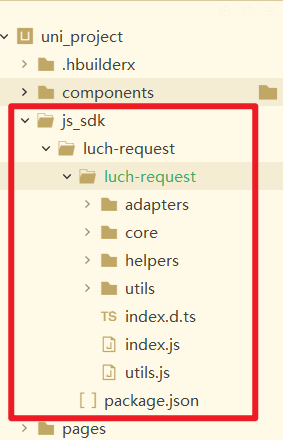 uni_project
.hbuilderx
components
js_sdk
luch-request
luch-request
adapters
core
helpers
utils
TS index.d.ts
index.js
utils.js
[ ] package.json
pages